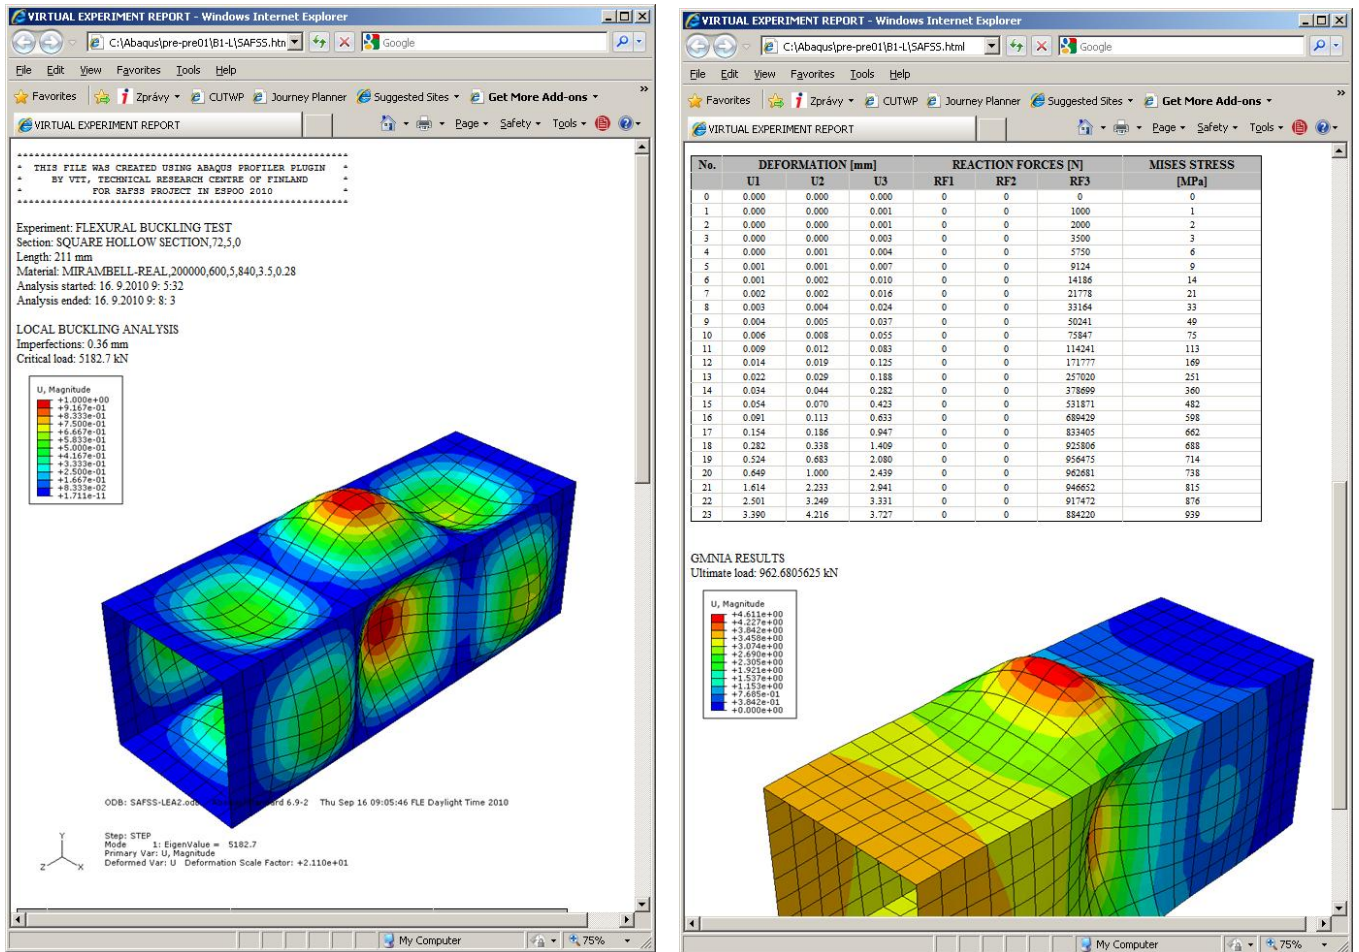 VIRTUAL EXPERIMENT REPORT - Windows Internet Explorer
C:\Abaqus\pre-pre01\B1-L\SAFSS.htn
Google
File Edit View Favorites Tools Help
Favorites Zprávy CUTWP Journey Planner Suggested Sites Get More Add-ons »
VIRTUAL EXPERIMENT REPORT Page Safety Tools
THIS FILE WAS CREATED USING ABAQUS PROFILER PLUGIN
BY VTT, TECHNICAL RESEARCH CENTRE OF FINLAND
FOR SAFSS PROJECT IN ESPOO 2010
Experiment: FLEXURAL BUCKLING TEST
Section: SQUARE HOLLOW SECTION,72,5,0
Length: 211 mm
Material: MIRAMBELL-REAL,200000,600,5,840,3.5,0.28
Analysis started: 16. 9.2010 9: 5:32
Analysis ended: 16. 9.2010 9: 8: 3
LOCAL BUCKLING ANALYSIS
Imperfections: 0.36 mm
Critical load: 5182.7 kN
U, Magnitude
+1.000e+00
+9.167e-01
+8.333e-01
+7.500e-01
+6.667e-01
+5.833e-01
+5.000e-01
+4.167e-01
+3.333e-01
+2.500e-01
+1.667e-01
+8.333e-02
+1.711e-11
ODB: SAFSS-LEA2.od rd 6.9-2 Thu Sep 16 09:05:46 FLE Daylight Time 2010
Y
Z X
Step: STEP
Mode 1: EigenValue = 5182.7
Primary Var: U, Magnitude
Deformed Var: U Deformation Scale Factor: +2.110e+01
My Computer 75%
VIRTUAL EXPERIMENT REPORT - Windows Internet Explorer
C:\Abaqus\pre-pre01\B1-L\SAFSS.html
Google
File Edit View Favorites Tools Help
Favorites Zprávy CUTWP Journey Planner Suggested Sites Get More Add-ons »
VIRTUAL EXPERIMENT REPORT Page Safety Tools
No. DEFORMATION [mm] REACTION FORCES [N] MISES STRESS
U1 U2 U3 RF1 RF2 RF3 [MPa]
0 0.000 0.000 0.000 0 0 0 0
1 0.000 0.000 0.001 0 0 1000 1
2 0.000 0.000 0.001 0 0 2000 2
3 0.000 0.000 0.003 0 0 3500 3
4 0.000 0.001 0.004 0 0 5750 6
5 0.001 0.001 0.007 0 0 9124 9
6 0.001 0.002 0.010 0 0 14186 14
7 0.002 0.002 0.016 0 0 21778 21
8 0.003 0.004 0.024 0 0 33164 33
9 0.004 0.005 0.037 0 0 50241 49
10 0.006 0.008 0.055 0 0 75847 75
11 0.009 0.012 0.083 0 0 114241 113
12 0.014 0.019 0.125 0 0 171777 169
13 0.022 0.029 0.188 0 0 257020 251
14 0.034 0.044 0.282 0 0 378699 360
15 0.054 0.070 0.423 0 0 531871 482
16 0.091 0.113 0.633 0 0 689429 598
17 0.154 0.186 0.947 0 0 833405 662
18 0.282 0.338 1.409 0 0 925806 688
19 0.524 0.683 2.080 0 0 956475 714
20 0.649 1.000 2.439 0 0 962681 738
21 1.614 2.233 2.941 0 0 946652 815
22 2.501 3.249 3.331 0 0 917472 876
23 3.390 4.216 3.727 0 0 884220 939
GMNIA RESULTS
Ultimate load: 962.6805625 kN
U, Magnitude
+4.611e+00
+4.227e+00
+3.842e+00
+3.458e+00
+3.074e+00
+2.690e+00
+2.305e+00
+1.921e+00
+1.537e+00
+1.153e+00
+7.685e-01
+3.842e-01
+0.000e+00
My Computer 75%